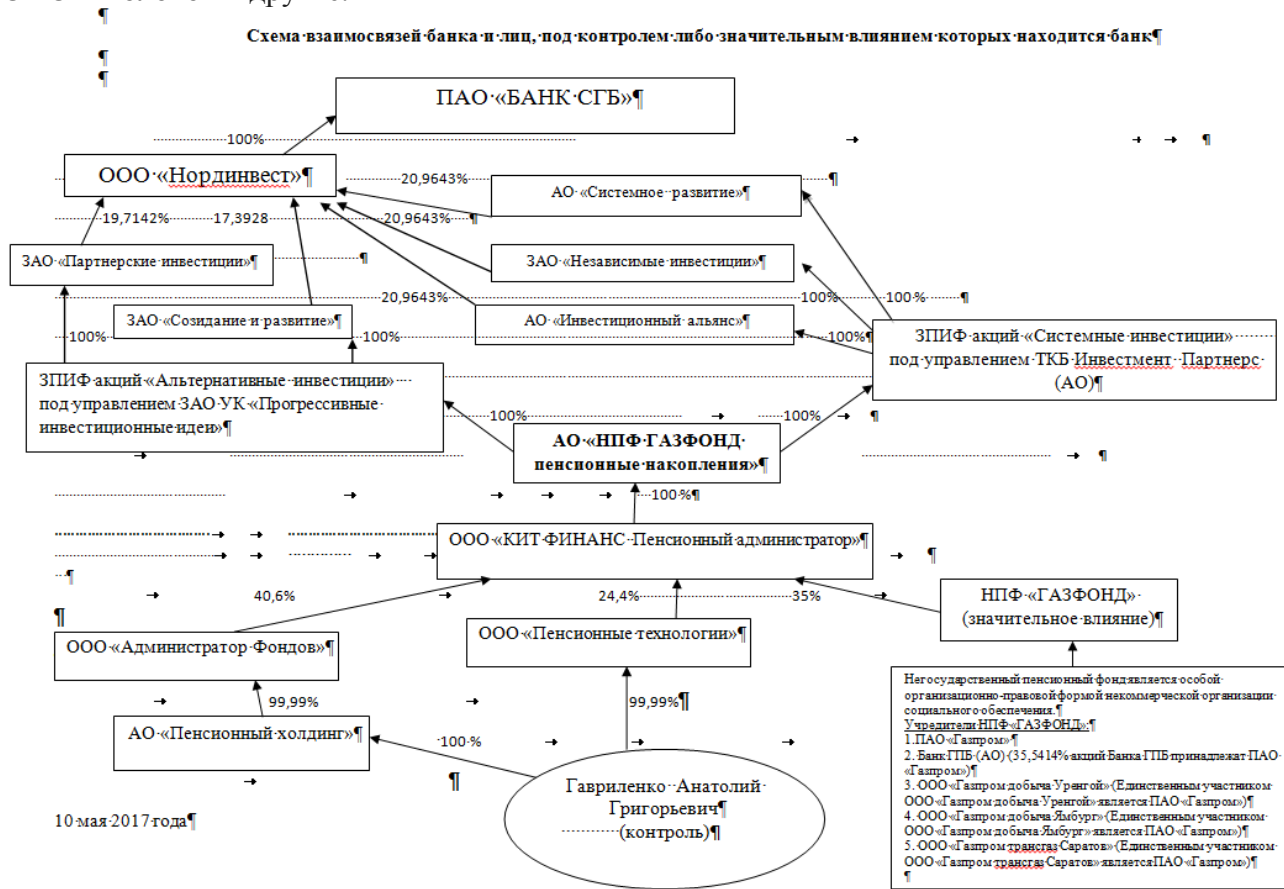 Схема взаимосвязей банка и лиц, под контролем либо значительным влиянием которых находится банк¶
ПАО «БАНК СГБ»¶
100%
ООО «Нординвест»¶
20,9643%
АО «Системное развитие»¶
19,7142%
17,3928
20,9643%
ЗАО «Партнерские инвестиции»¶
ЗАО «Независимые инвестиции»¶
20,9643%
100%
100 %
ЗАО «Созидание и развитие»¶
АО «Инвестиционный альянс»¶
100%
100%
100%
ЗПИФ акций «Системные инвестиции»
под управлением ТКБ Инвестмент Партнерс
(АО)¶
ЗПИФ акций «Альтернативные инвестиции»
под управлением ЗАО УК «Прогрессивные
инвестиционные идеи»¶
100%
100%
АО «НПФ ГАЗФОНД
пенсионные накопления»¶
100 %¶
ООО «КИТ ФИНАНС Пенсионный администратор»¶
40,6%
24,4%
35%
НПФ «ГАЗФОНД»
(значительное влияние)¶
ООО «Администратор Фондов»¶
ООО «Пенсионные технологии»¶
99,99%
99,99%¶
АО «Пенсионный холдинг»¶
100 %
Гавриленко Анатолий
Григорьевич¶
(контроль)¶
Негосударственный пенсионный фонд является особой
организационно-правовой формой некоммерческой организации
социального обеспечения.¶
Учредители НПФ «ГАЗФОНД»:¶
1.ПАО «Газпром»¶
2. Банк ГПБ (АО) (35,5414% акций Банка ГПБ принадлежат ПАО
«Газпром»)¶
3. ООО «Газпром добыча Уренгой» (Единственным участником
ООО «Газпром добыча Уренгой» является ПАО «Газпром»)¶
4. ООО «Газпром добыча Ямбург» (Единственным участником
ООО «Газпром добыча Ямбург» является ПАО «Газпром»)¶
5. ООО «Газпром трансгаз Саратов» (Единственным участником
ООО «Газпром трансгаз Саратов» является ПАО «Газпром»)¶
10 мая 2017 года¶